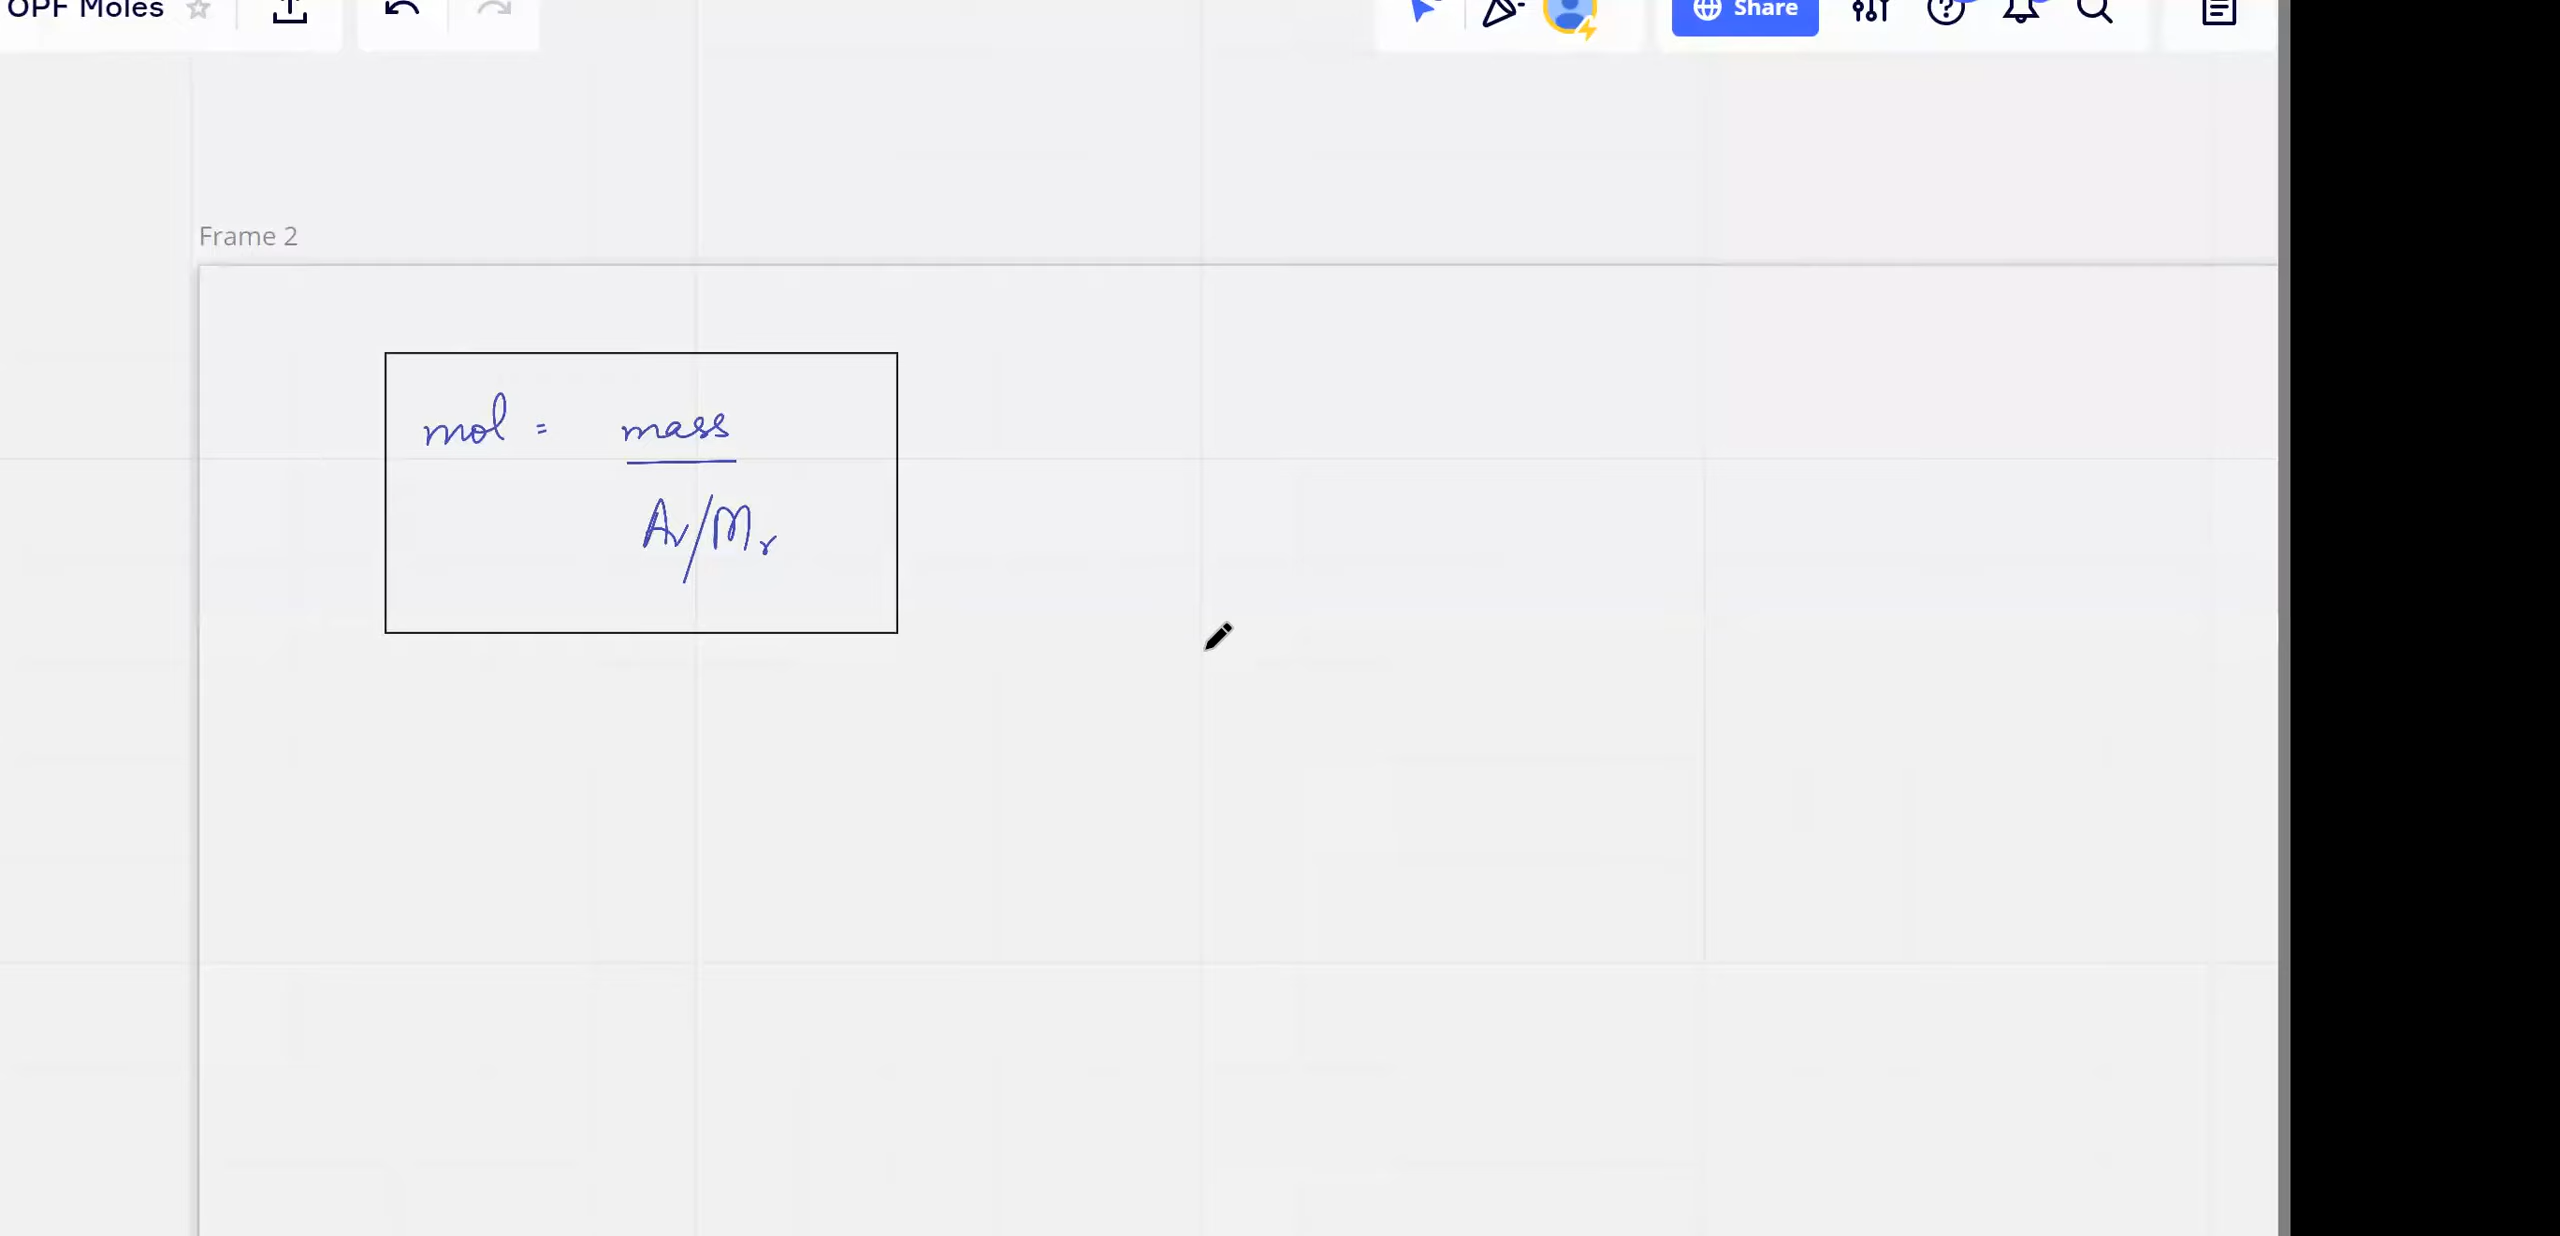 OPF Moles
Share
Frame 2
mol = mass
Ar/Mr